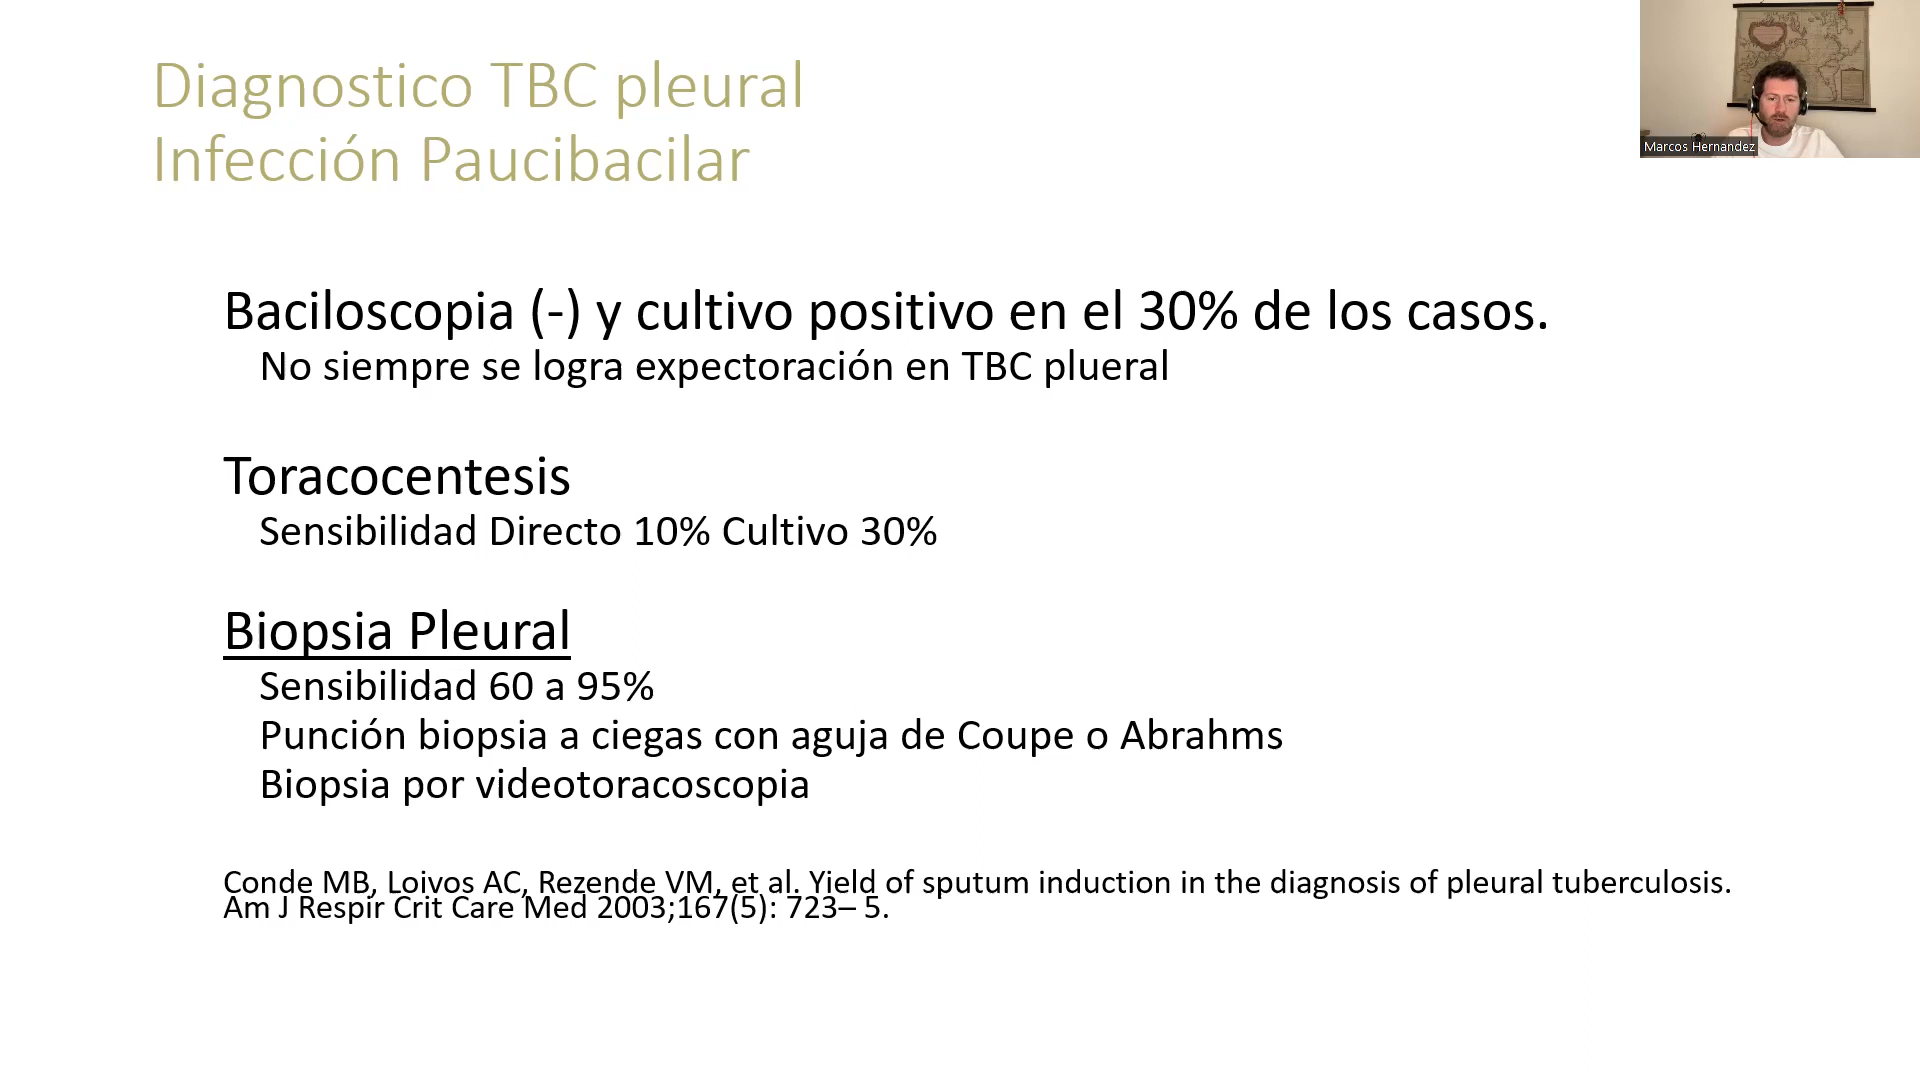 Diagnostico TBC pleural
Infección Paucibacilar
Marcos Hernandez
Baciloscopia (-) y cultivo positivo en el 30% de los casos.
No siempre se logra expectoración en TBC plueral
Toracocentesis
Sensibilidad Directo 10% Cultivo 30%
Biopsia Pleural
Sensibilidad 60 a 95%
Punción biopsia a ciegas con aguja de Coupe o Abrahms
Biopsia por videotoracoscopia
Conde MB, Loivos AC, Rezende VM, et al. Yield of sputum induction in the diagnosis of pleural tuberculosis.
Am J Respir Crit Care Med 2003;167(5): 723– 5.